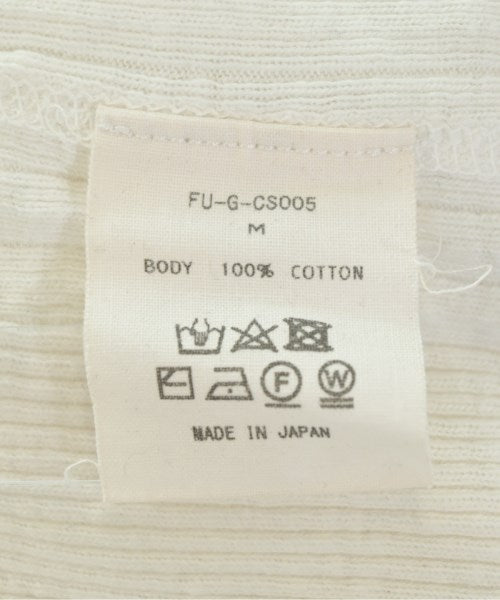 FU-G-CS005
M
BODY 100% COTTON
F W
MADE IN JAPAN